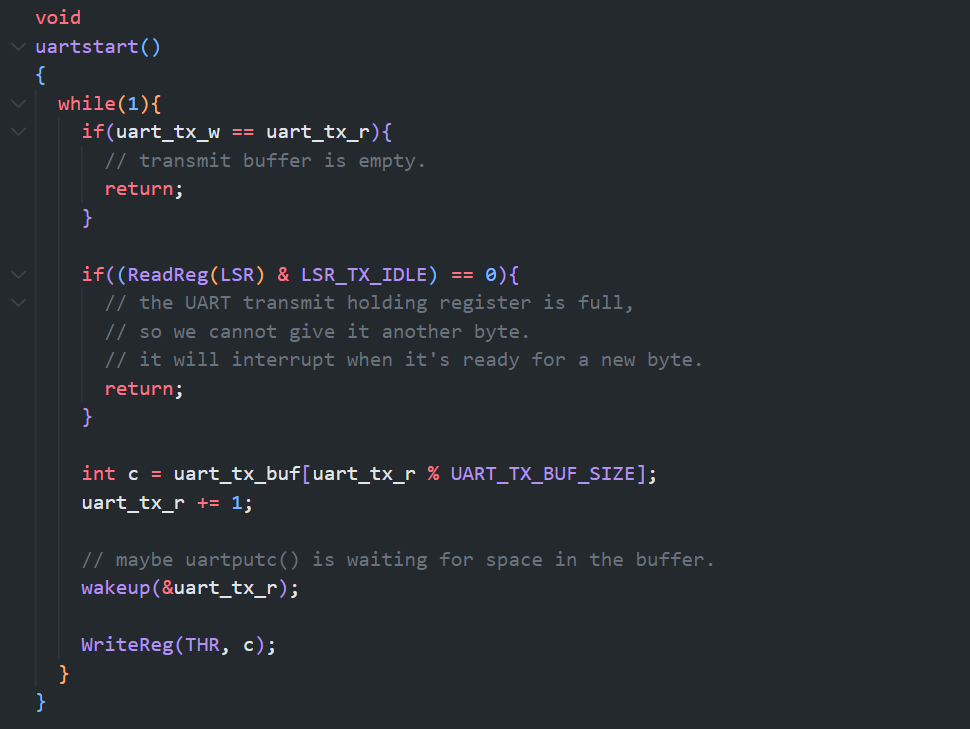 void
uartstart()
{
  while(1){
    if(uart_tx_w == uart_tx_r){
      // transmit buffer is empty.
      return;
    }

    if((ReadReg(LSR) & LSR_TX_IDLE) == 0){
      // the UART transmit holding register is full,
      // so we cannot give it another byte.
      // it will interrupt when it's ready for a new byte.
      return;
    }

    int c = uart_tx_buf[uart_tx_r % UART_TX_BUF_SIZE];
    uart_tx_r += 1;

    // maybe uartputc() is waiting for space in the buffer.
    wakeup(&uart_tx_r);

    WriteReg(THR, c);
  }
}